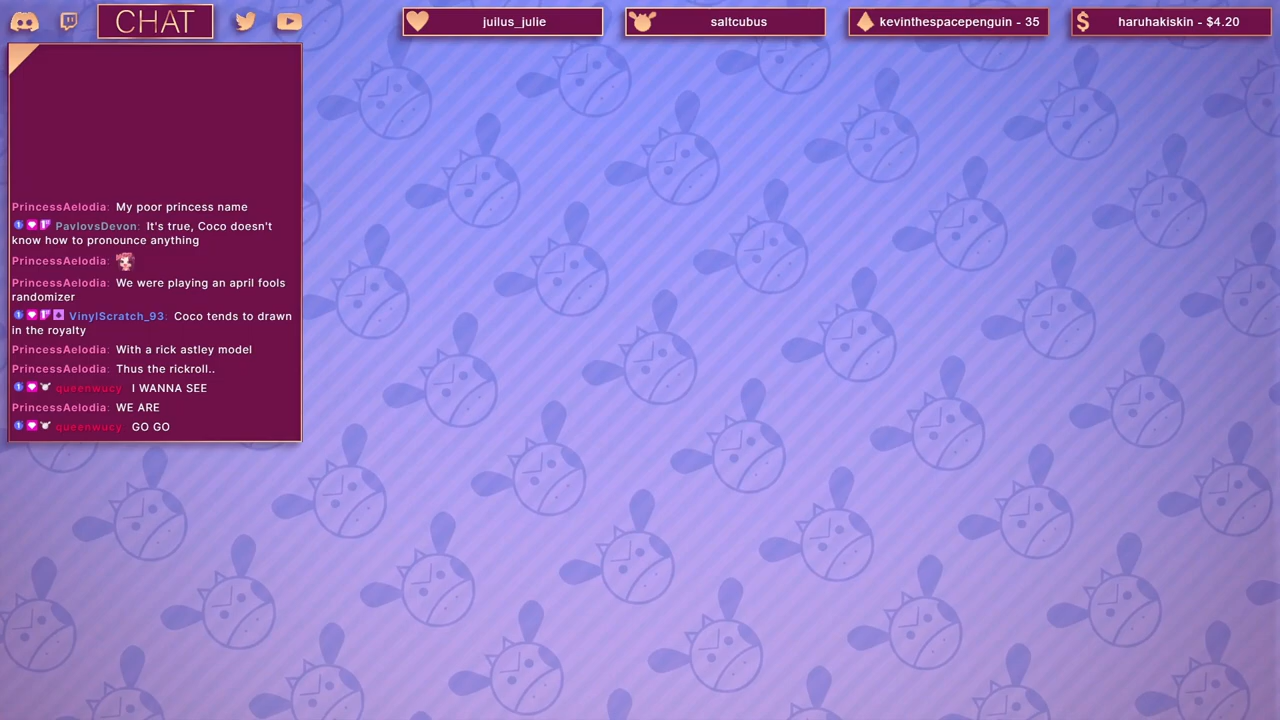 CHAT
juilus_julie
saltcubus
kevinthespacepenguin - 35
haruhakiskin - $4.20
PrincessAelodia: My poor princess name
PavlovsDevon: It's true, Coco doesn't
know how to pronounce anything
PrincessAelodia:
PrincessAelodia: We were playing an april fools
randomizer
VinylScratch_93: Coco tends to drawn
in the royalty
PrincessAelodia: With a rick astley model
PrincessAelodia: Thus the rickroll..
queenwucy: I WANNA SEE
PrincessAelodia: WE ARE
queenwucy: GO GO